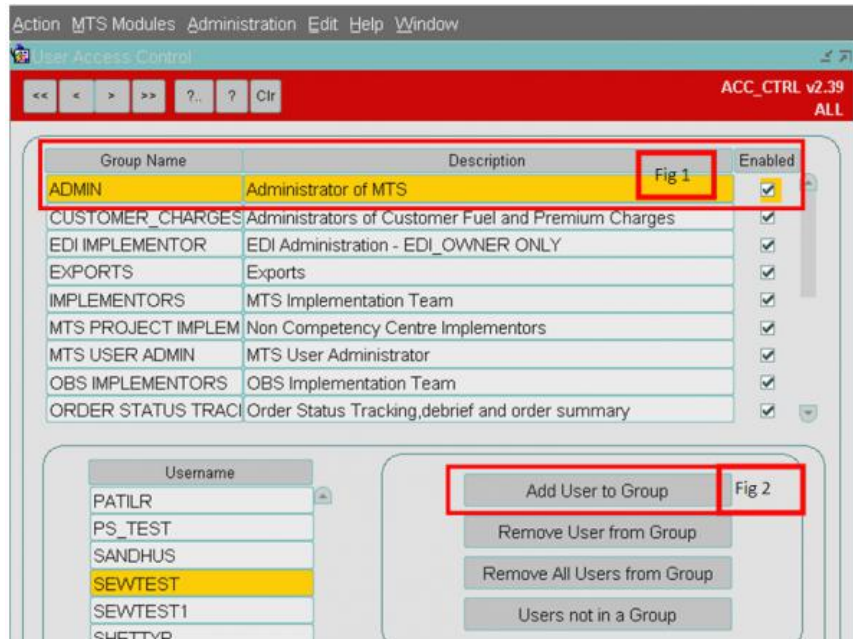 Action MTS Modules Administration Edit Help Window
User Access Control
<< < > >> ?.. ? Clr
ACC_CTRL v2.39
ALL
Group Name Description Enabled
Fig 1
ADMIN Administrator of MTS
CUSTOMER_CHARGES Administrators of Customer Fuel and Premium Charges
EDI IMPLEMENTOR EDI Administration - EDI_OWNER ONLY
EXPORTS Exports
IMPLEMENTORS MTS Implementation Team
MTS PROJECT IMPLEM Non Competency Centre Implementors
MTS USER ADMIN MTS User Administrator
OBS IMPLEMENTORS OBS Implementation Team
ORDER STATUS TRACI Order Status Tracking,debrief and order summary
Username
PATILR
PS_TEST
SANDHUS
SEWTEST
SEWTEST1
Add User to Group Fig 2
Remove User from Group
Remove All Users from Group
Users not in a Group